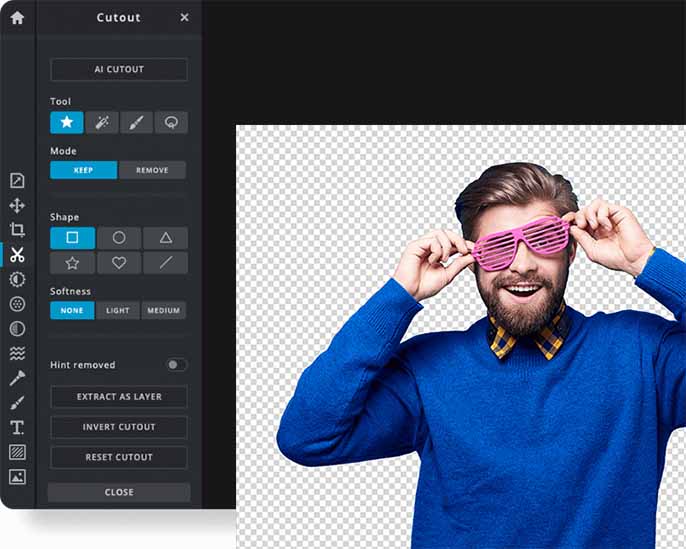 Cutout
AI CUTOUT
Tool
Mode
KEEP REMOVE
Shape
Softness
NONE LIGHT MEDIUM
Hint removed
EXTRACT AS LAYER
INVERT CUTOUT
RESET CUTOUT
CLOSE